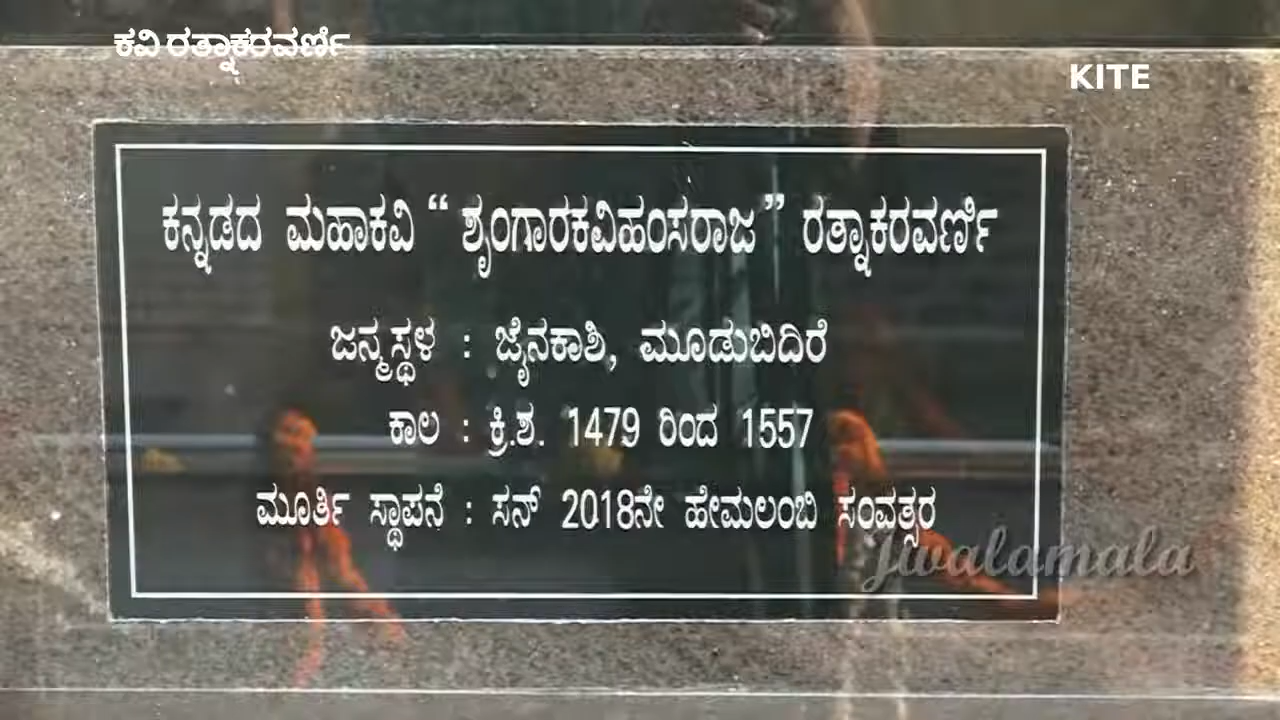 ಕವಿ ರತ್ನಾಕರವರ್ಣಿ
KITE
ಕನ್ನಡದ ಮಹಾಕವಿ “ಶೃಂಗಾರಕವಿಹಂಸರಾಜ” ರತ್ನಾಕರವರ್ಣಿ
ಜನ್ಮಸ್ಥಳ : ಜೈನಕಾಶಿ, ಮೂಡುಬಿದಿರೆ
ಕಾಲ : ಕ್ರಿ.ಶ. 1479 ರಿಂದ 1557
ಮೂರ್ತಿ ಸ್ಥಾಪನೆ : ಸನ್ 2018ನೇ ಹೇಮಲಂಬಿ ಸಂವತ್ಸರ
Jwalamala